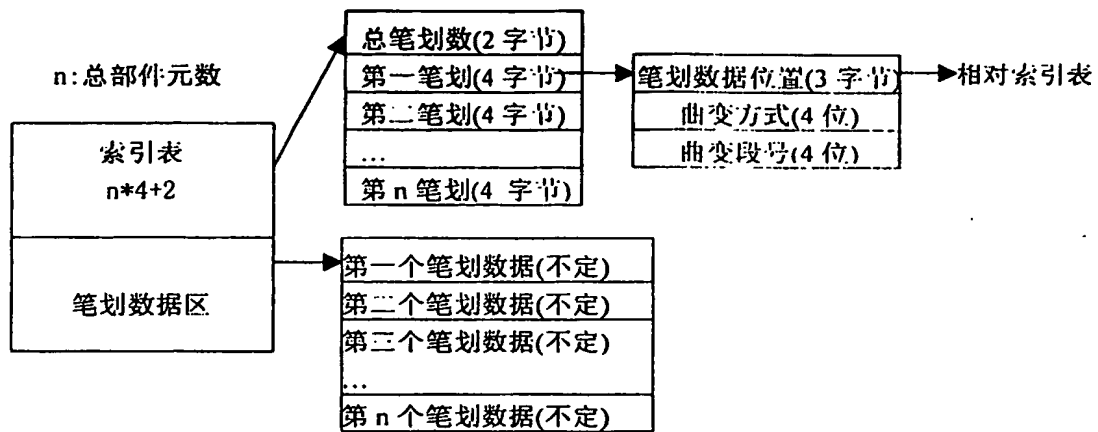 n:总部件元数
索引表
n*4+2
笔划数据区
总笔划数(2字节)
第一笔划(4字节)
第二笔划(4字节)
...
第n笔划(4 字节)
笔划数据位置(3字节)
曲变方式(4位)
曲变段号(4位)
相对索引表
第一个笔划数据(不定)
第二个笔划数据(不定)
第三个笔划数据(不定)
...
第n个笔划数据(不定)